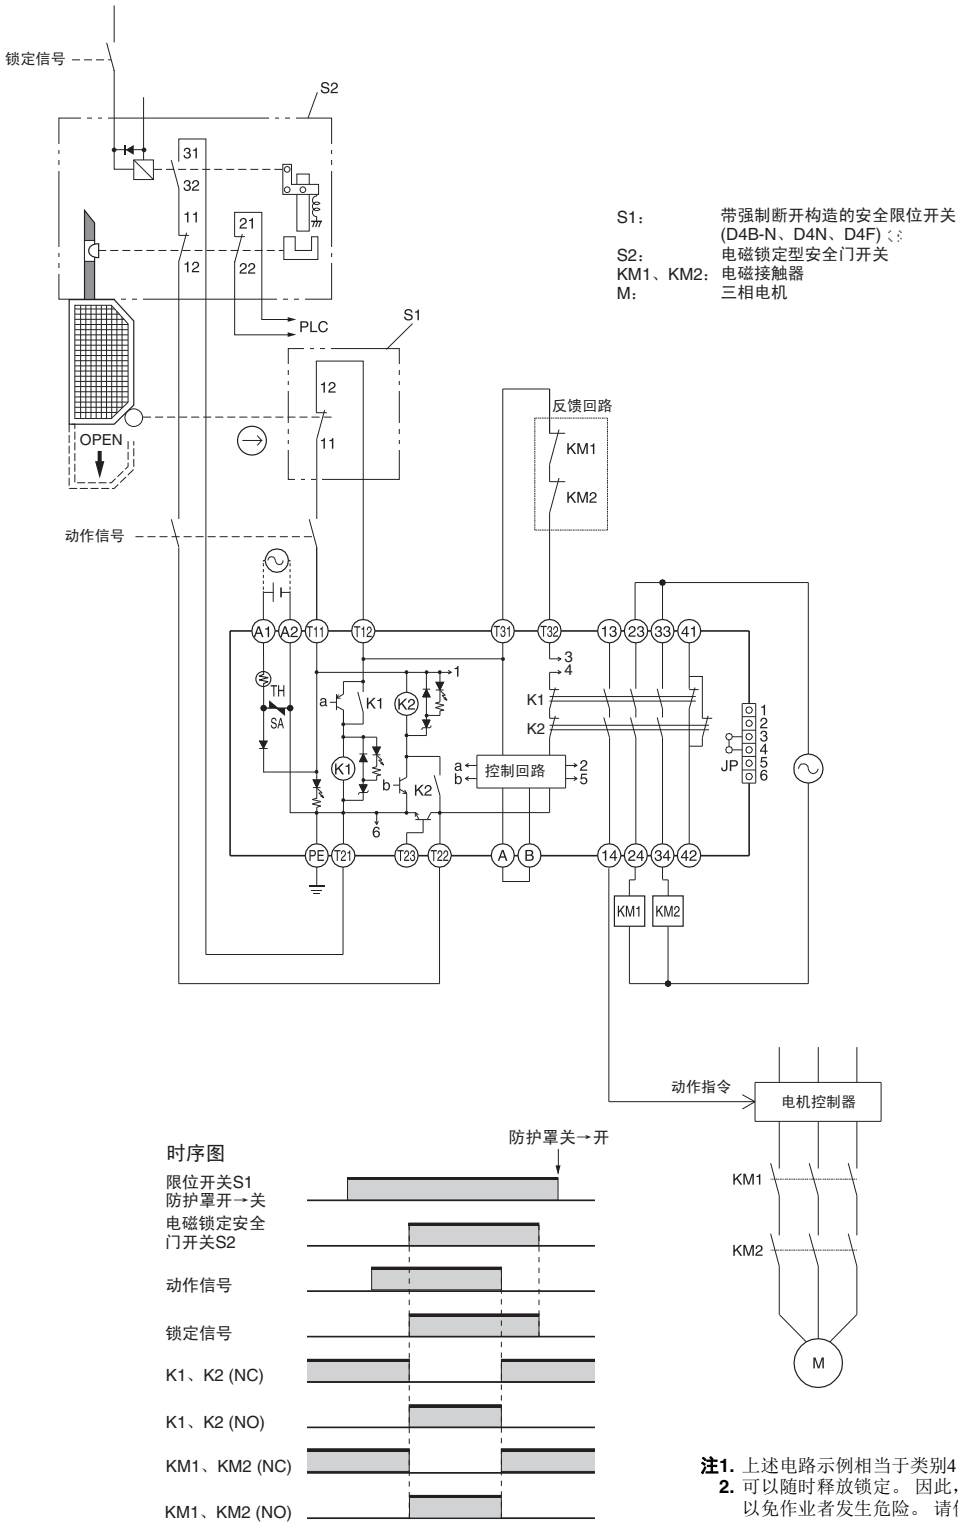 锁定信号
S2
31
32
11
12
21
22
PLC
S1
12
11
OPEN
动作信号
S1： 带强制断开构造的安全限位开关
(D4B-N、D4N、D4F)
S2： 电磁锁定型安全门开关
KM1、KM2： 电磁接触器
M： 三相电机
反馈回路
KM1
KM2
A1 A2 T11 T12 T31 T32 13 23 33 41
3
4
1
TH
SA
a K1 K2
K1
K2
K1
b K2
a
b
控制回路
2
5
6
JP
1
2
3
4
5
6
PE T21 T23 T22 A B 14 24 34 42
KM1 KM2
动作指令
电机控制器
KM1
KM2
M
时序图
防护罩关→开
限位开关S1
防护罩开→关
电磁锁定安全
门开关S2
动作信号
锁定信号
K1、K2 (NC)
K1、K2 (NO)
KM1、KM2 (NC)
KM1、KM2 (NO)
注1. 上述电路示例相当于类别4
2. 可以随时释放锁定。因此，
以免作业者发生危险。请